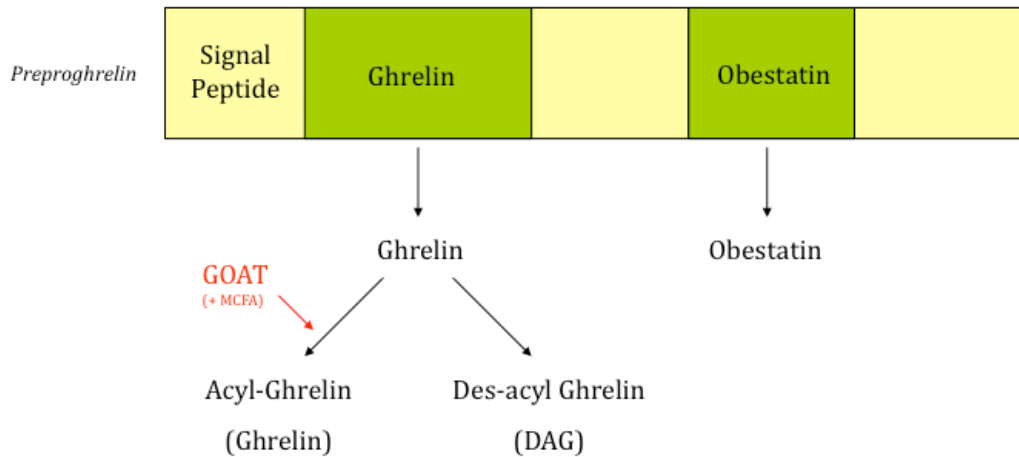 Preproghrelin
Signal
Peptide
Ghrelin
Obestatin
Ghrelin
Obestatin
GOAT
(+ MCFA)
Acyl-Ghrelin
(Ghrelin)
Des-acyl Ghrelin
(DAG)